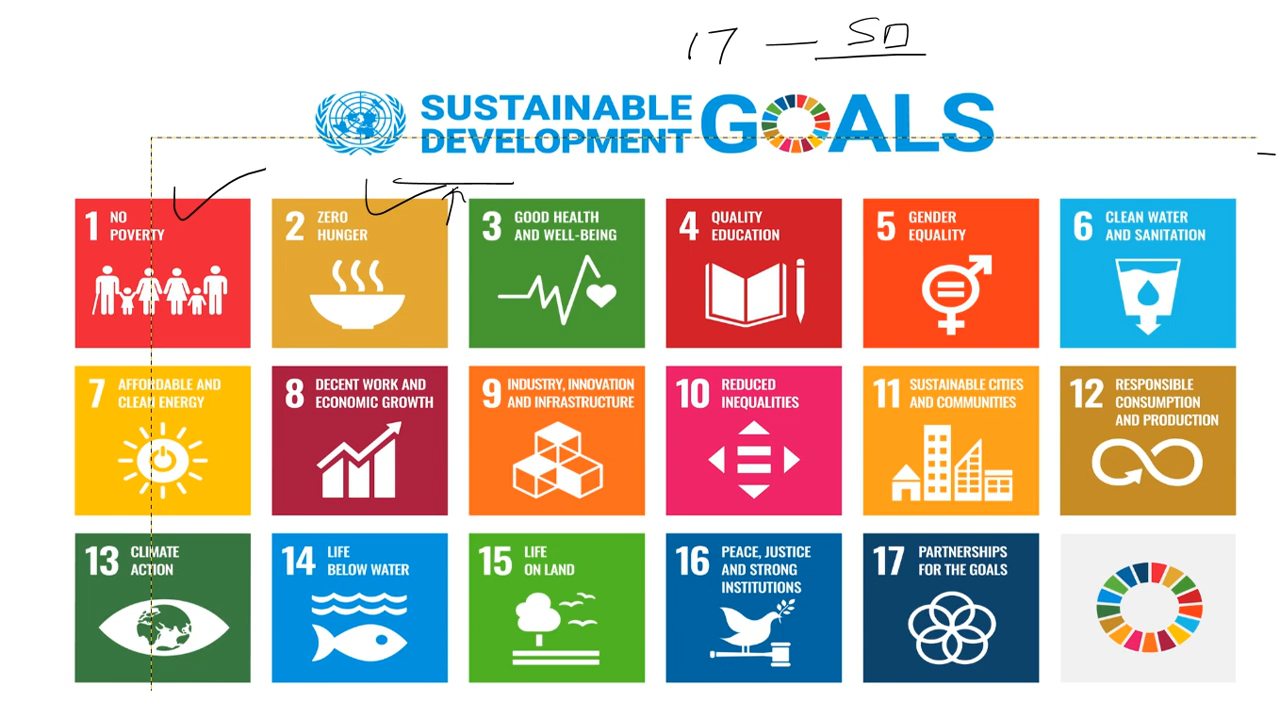 17 — SD
SUSTAINABLE
DEVELOPMENT
GOALS
1 NO
POVERTY
2 ZERO
HUNGER
3 GOOD HEALTH
AND WELL-BEING
4 QUALITY
EDUCATION
5 GENDER
EQUALITY
6 CLEAN WATER
AND SANITATION
7 AFFORDABLE AND
CLEAN ENERGY
8 DECENT WORK AND
ECONOMIC GROWTH
9 INDUSTRY, INNOVATION
AND INFRASTRUCTURE
10 REDUCED
INEQUALITIES
11 SUSTAINABLE CITIES
AND COMMUNITIES
12 RESPONSIBLE
CONSUMPTION
AND PRODUCTION
13 CLIMATE
ACTION
14 LIFE
BELOW WATER
15 LIFE
ON LAND
16 PEACE, JUSTICE
AND STRONG
INSTITUTIONS
17 PARTNERSHIPS
FOR THE GOALS